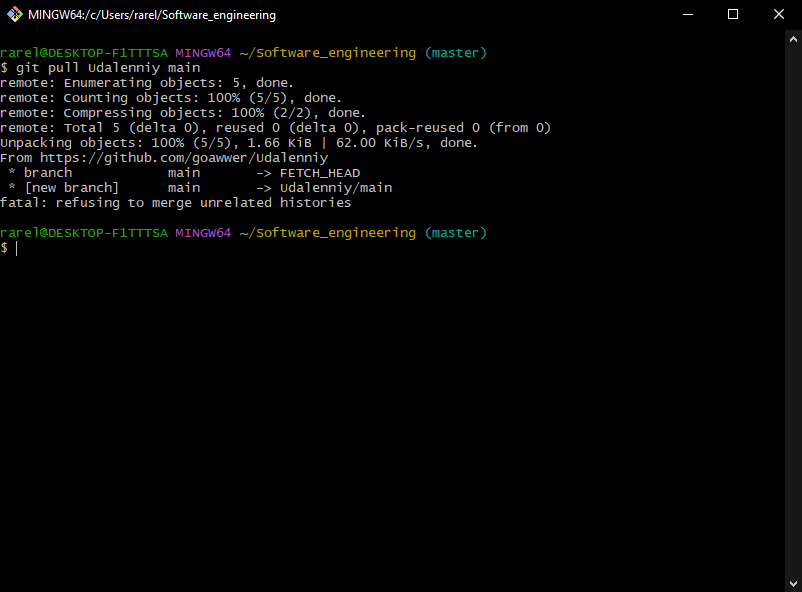 MINGW64:/c/Users/rarel/Software_engineering
rarel@DESKTOP-F1TTTSA MINGW64 ~/Software_engineering (master)
$ git pull Udalenniy main
remote: Enumerating objects: 5, done.
remote: Counting objects: 100% (5/5), done.
remote: Compressing objects: 100% (2/2), done.
remote: Total 5 (delta 0), reused 0 (delta 0), pack-reused 0 (from 0)
Unpacking objects: 100% (5/5), 1.66 KiB | 62.00 KiB/s, done.
From https://github.com/goawwer/Udalenniy
 * branch            main       -> FETCH_HEAD
 * [new branch]      main       -> Udalenniy/main
fatal: refusing to merge unrelated histories
rarel@DESKTOP-F1TTTSA MINGW64 ~/Software_engineering (master)
$